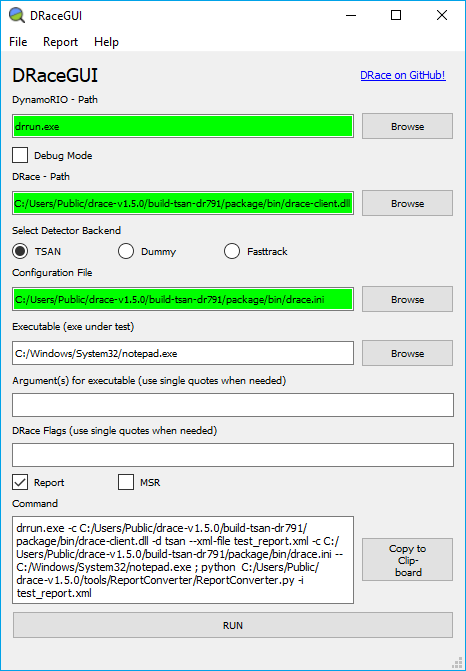 DRaceGUI
File Report Help
DRaceGUI
DRace on GitHub!
DynamoRIO - Path
drrun.exe
Browse
Debug Mode
DRace - Path
C:/Users/Public/drace-v1.5.0/build-tsan-dr791/package/bin/drace-client.dll
Browse
Select Detector Backend
TSAN Dummy Fasttrack
Configuration File
C:/Users/Public/drace-v1.5.0/build-tsan-dr791/package/bin/drace.ini
Browse
Executable (exe under test)
C:/Windows/System32/notepad.exe
Browse
Argument(s) for executable (use single quotes when needed)
DRace Flags (use single quotes when needed)
Report MSR
Command
drrun.exe -c C:/Users/Public/drace-v1.5.0/build-tsan-dr791/
package/bin/drace-client.dll -d tsan --xml-file test_report.xml -c C:/
Users/Public/drace-v1.5.0/build-tsan-dr791/package/bin/drace.ini --
C:/Windows/System32/notepad.exe ; python  C:/Users/Public/
drace-v1.5.0/tools/ReportConverter/ReportConverter.py -i
test_report.xml
Copy to
Clip-
board
RUN